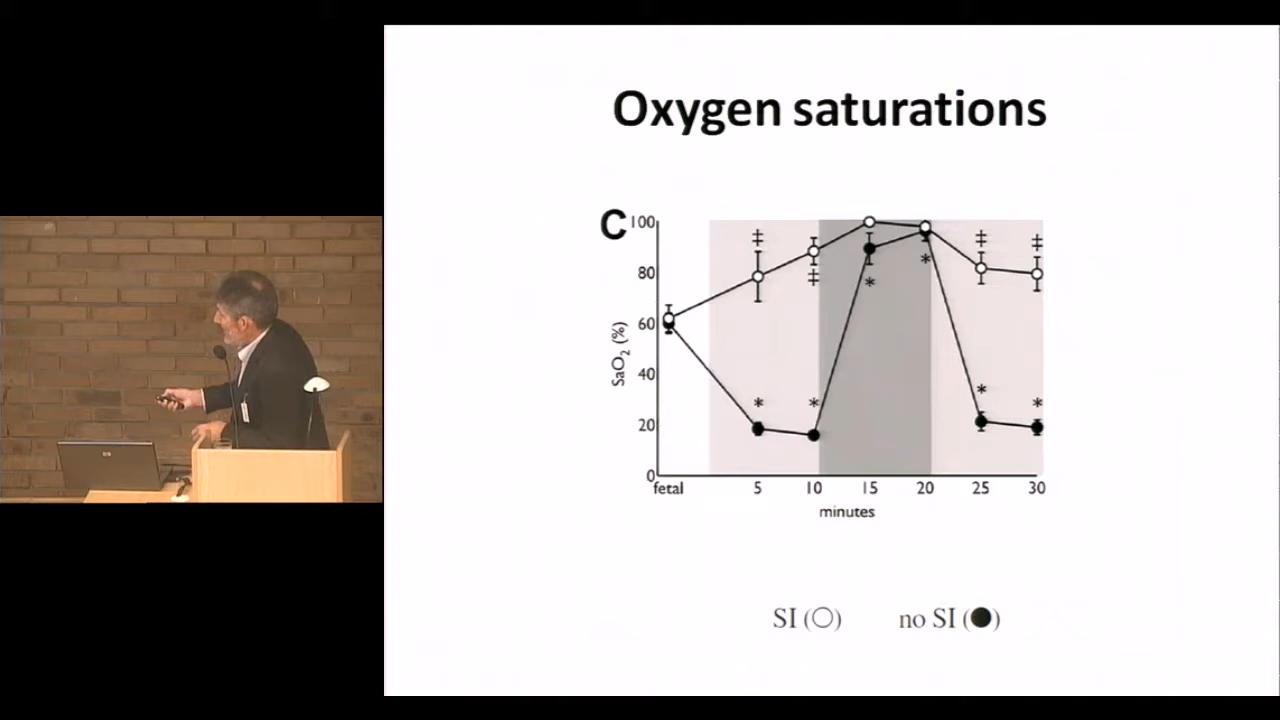 Oxygen saturations
C
100
80
60
40
20
0
SaO2 (%)
‡
‡
‡
‡
*
*
*
*
*
*
fetal 5 10 15 20 25 30
minutes
SI (○) no SI (●)